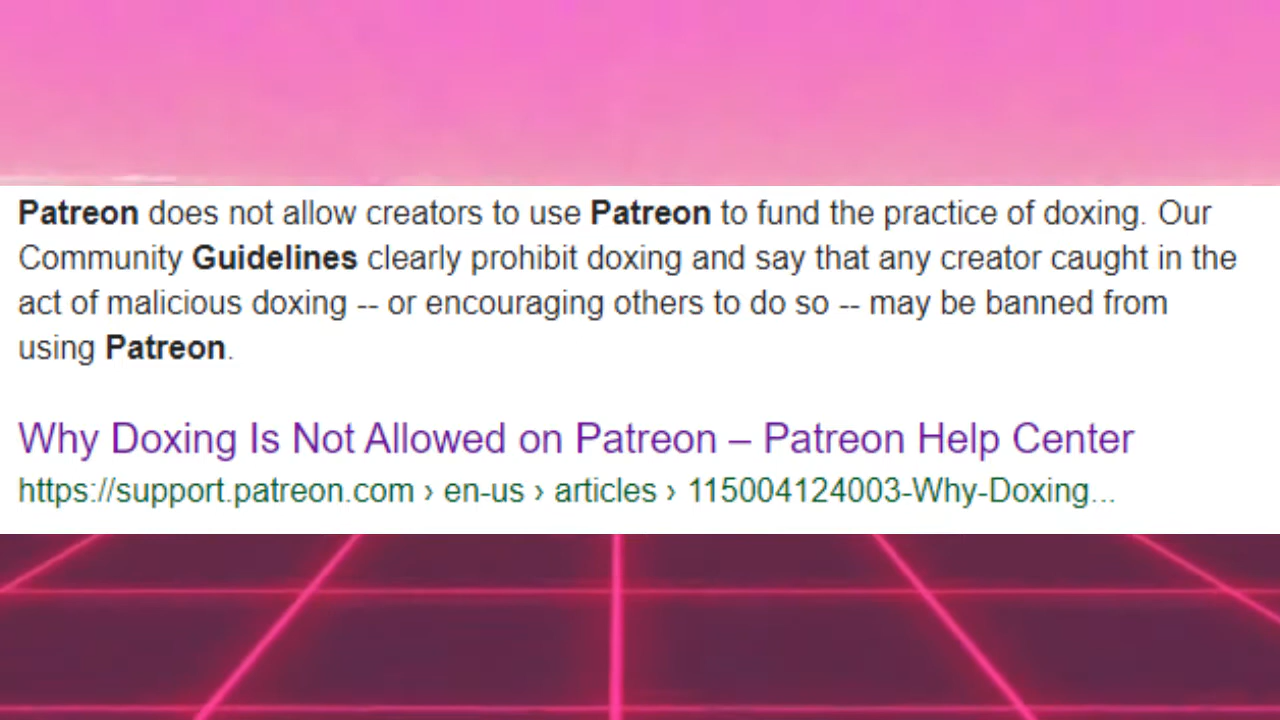 Patreon does not allow creators to use Patreon to fund the practice of doxing. Our
Community Guidelines clearly prohibit doxing and say that any creator caught in the
act of malicious doxing -- or encouraging others to do so -- may be banned from
using Patreon.
Why Doxing Is Not Allowed on Patreon – Patreon Help Center
https://support.patreon.com › en-us › articles › 115004124003-Why-Doxing...